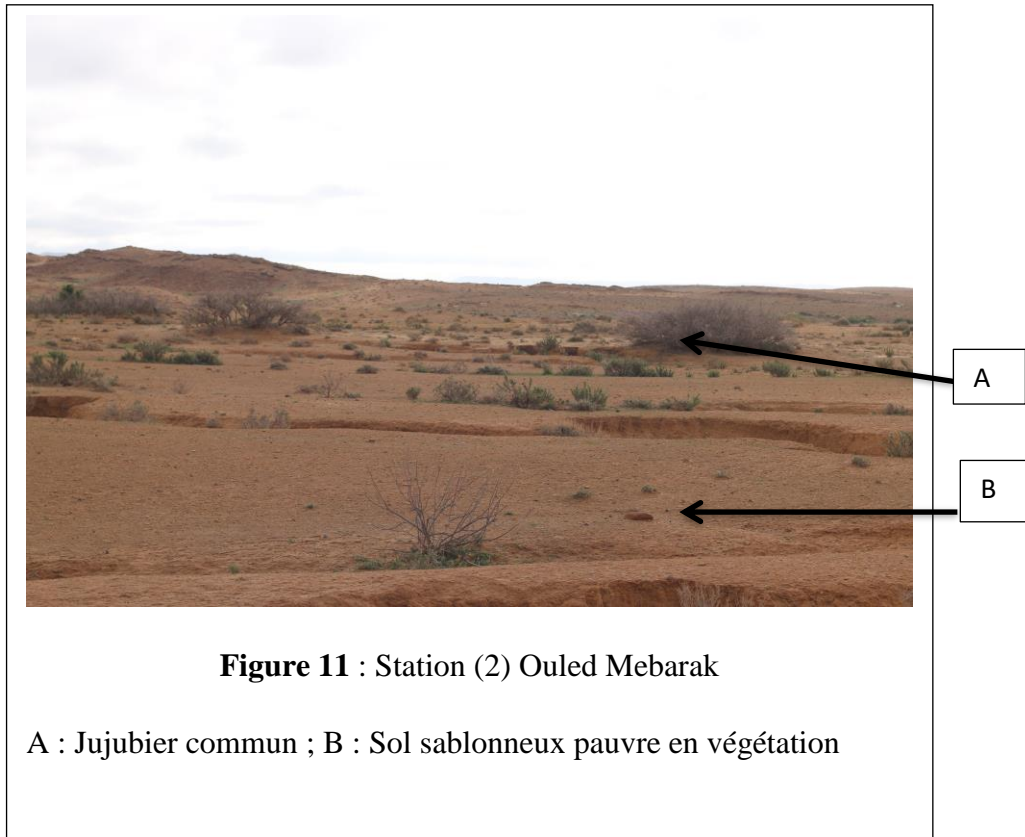 A
B
Figure 11 : Station (2) Ouled Mebarak
A : Jujubier commun ; B : Sol sablonneux pauvre en végétation